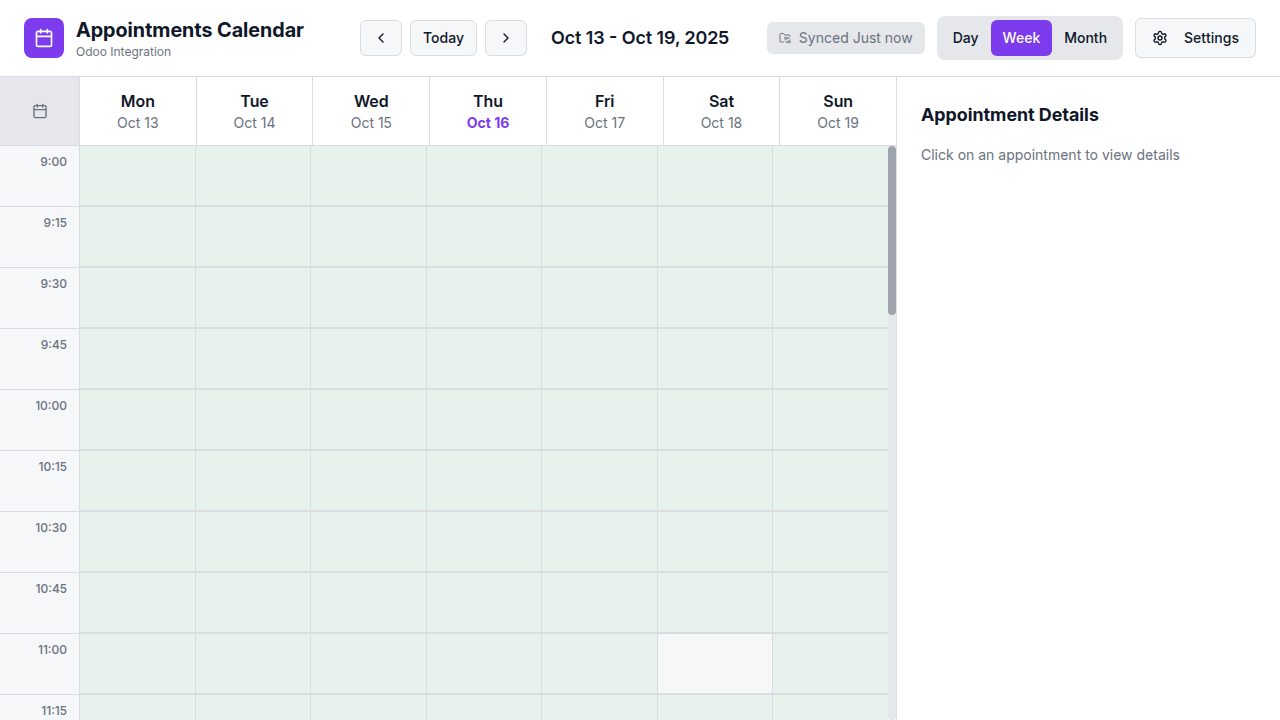 Appointments Calendar
Odoo Integration
Today
Oct 13 - Oct 19, 2025
Synced Just now
Day
Week
Month
Settings
Mon
Oct 13
Tue
Oct 14
Wed
Oct 15
Thu
Oct 16
Fri
Oct 17
Sat
Oct 18
Sun
Oct 19
Appointment Details
Click on an appointment to view details
9:00
9:15
9:30
9:45
10:00
10:15
10:30
10:45
11:00
11:15